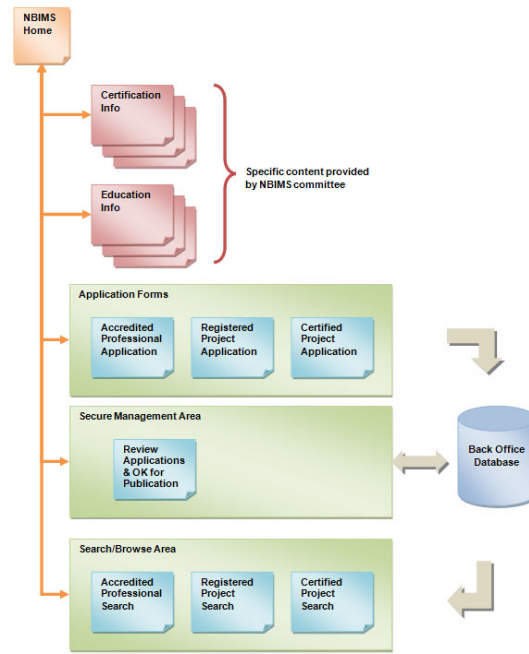 NBIMS
Home
Certification
Info
Specific content provided
by NBIMS committee
Education
Info
Application Forms
Accredited
Professional
Application
Registered
Project
Application
Certified
Project
Application
Secure Management Area
Review
Applications
& OK for
Publication
Back Office
Database
Search/Browse Area
Accredited
Professional
Search
Registered
Project
Search
Certified
Project
Search